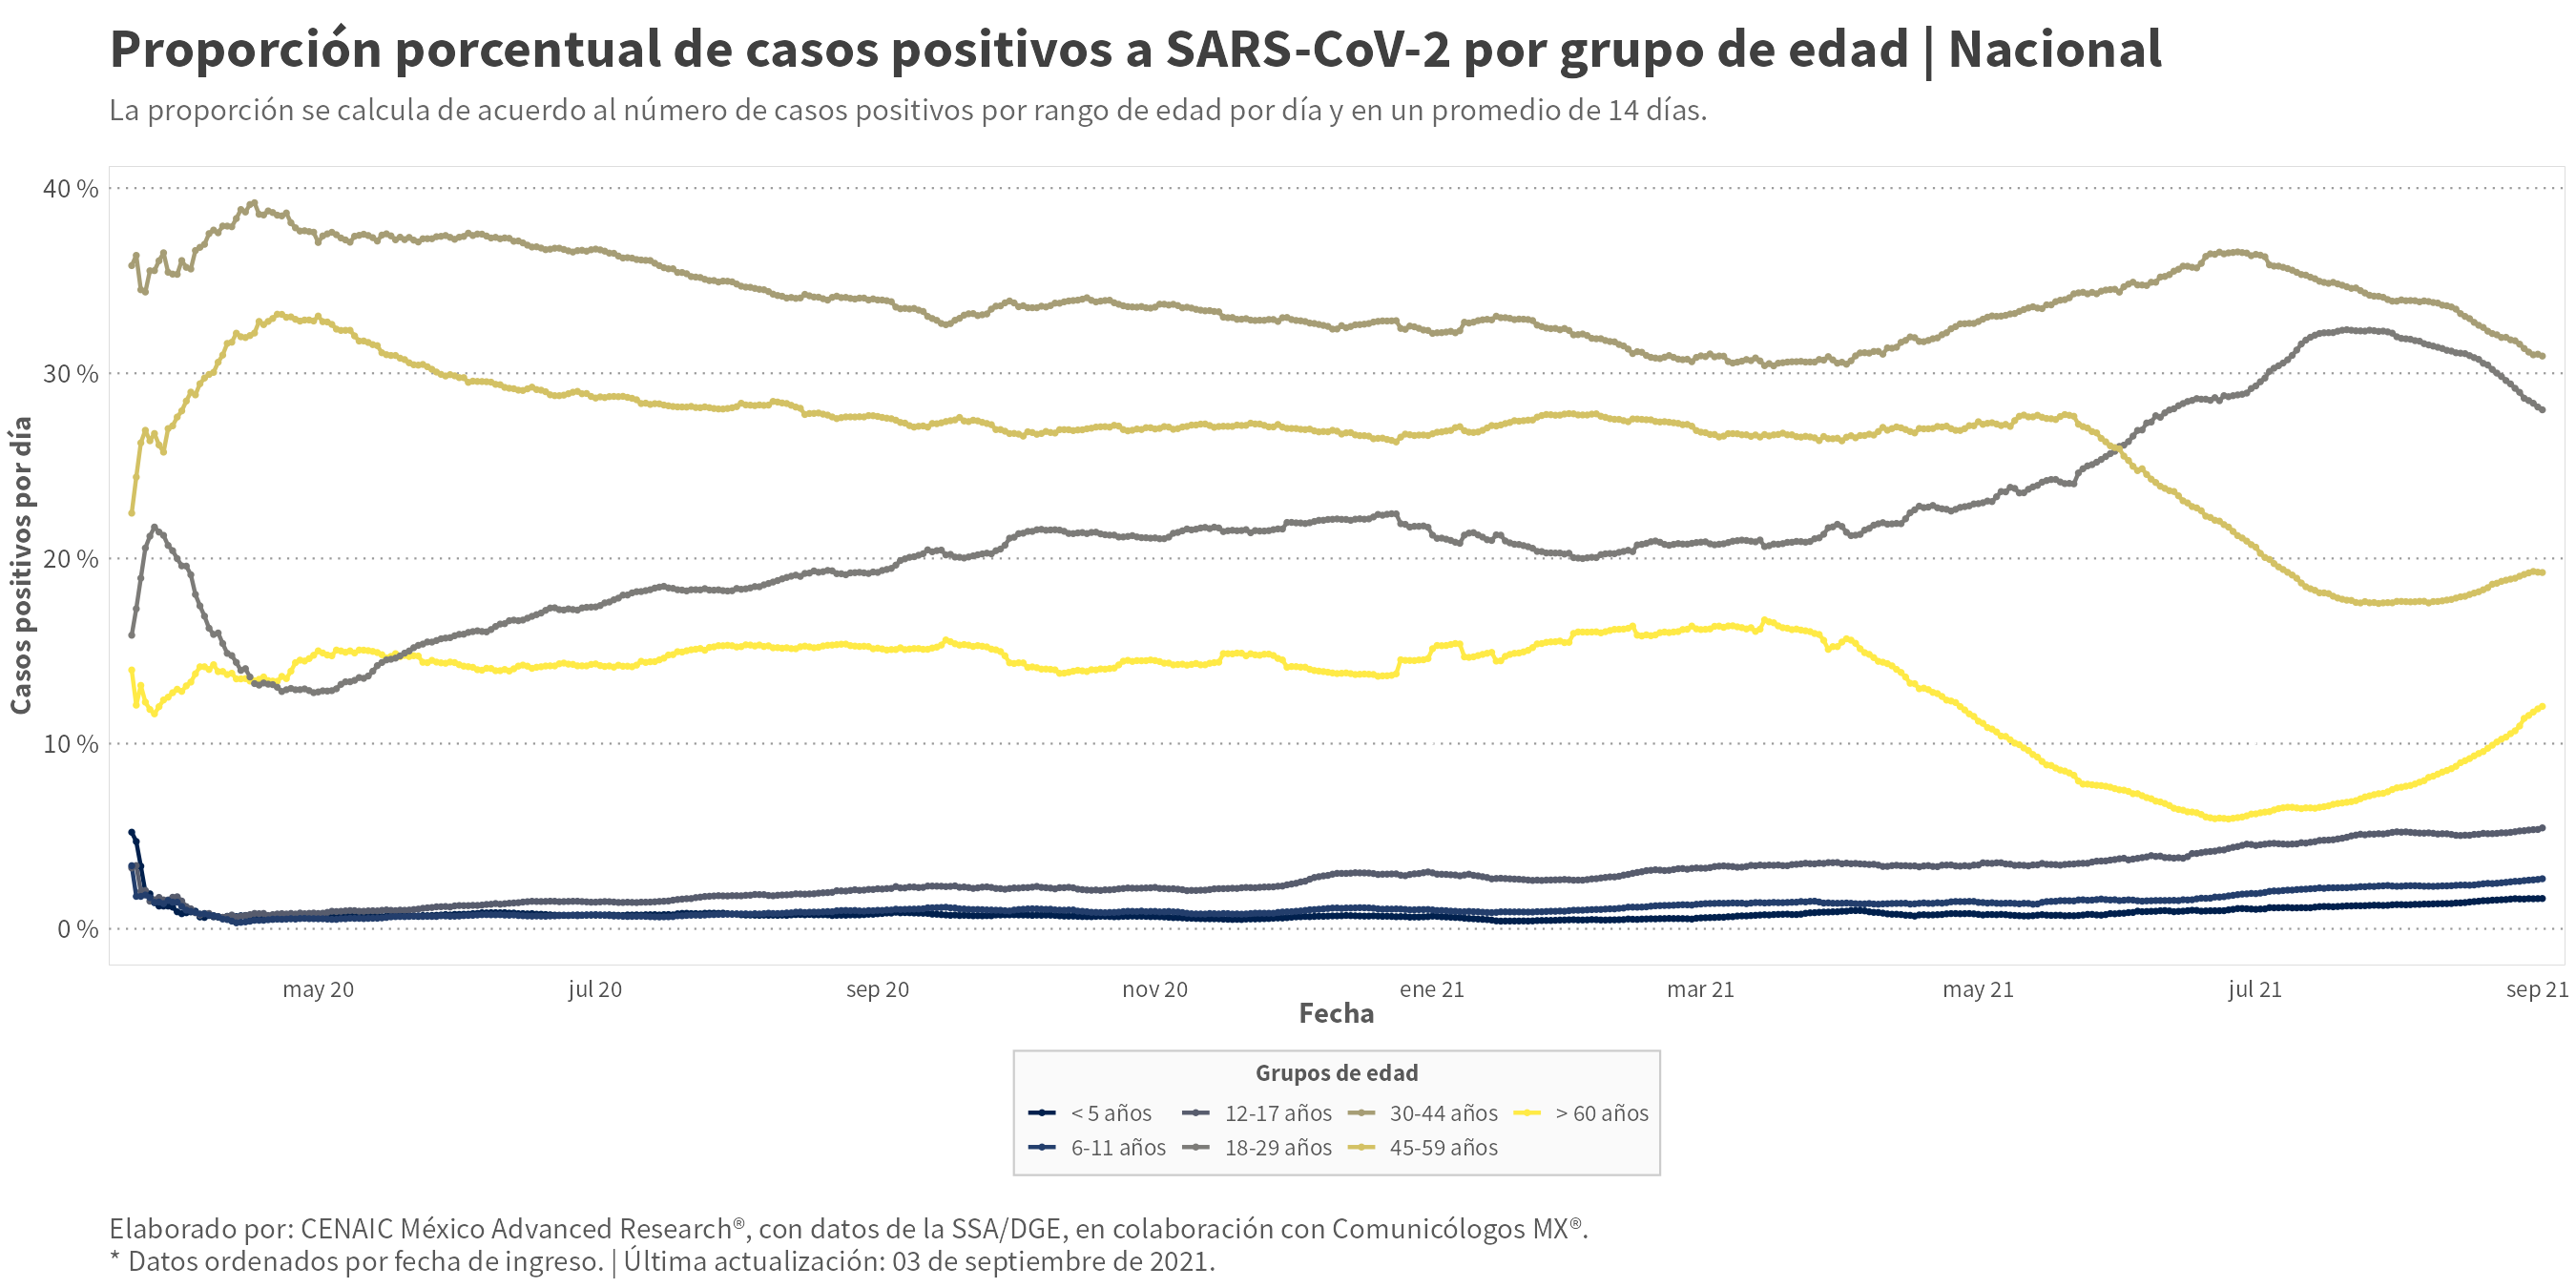 Proporción porcentual de casos positivos a SARS-CoV-2 por grupo de edad | Nacional
La proporción se calcula de acuerdo al número de casos positivos por rango de edad por día y en un promedio de 14 días.
Casos positivos por día
40 %
30 %
20 %
10 %
0 %
may 20
jul 20
sep 20
nov 20
ene 21
mar 21
may 21
jul 21
sep 21
Fecha
Grupos de edad
< 5 años
12-17 años
30-44 años
> 60 años
6-11 años
18-29 años
45-59 años
Elaborado por: CENAIC México Advanced Research®, con datos de la SSA/DGE, en colaboración con Comunicólogos MX®.
* Datos ordenados por fecha de ingreso. | Última actualización: 03 de septiembre de 2021.